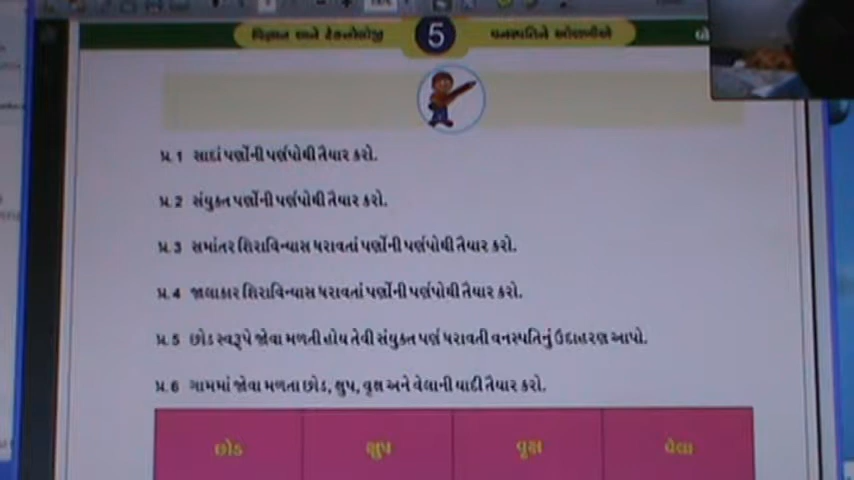 વિજ્ઞાન અને ટેકનોલોજી 5 વનસ્પતિને ઓળખીએ
પ્ર. 1 સાદાં પર્ણોની પર્ણપોથી તૈયાર કરો.
પ્ર. 2 સંયુક્ત પર્ણોની પર્ણપોથી તૈયાર કરો.
પ્ર. 3 સમાંતર શિરાવિન્યાસ ધરાવતાં પર્ણોની પર્ણપોથી તૈયાર કરો.
પ્ર. 4 જાલાકાર શિરાવિન્યાસ ધરાવતાં પર્ણોની પર્ણપોથી તૈયાર કરો.
પ્ર. 5 છોડ સ્વરૂપે જોવા મળતી હોય તેવી સંયુક્ત પર્ણ ધરાવતી વનસ્પતિનું ઉદાહરણ આપો.
પ્ર. 6 ગામમાં જોવા મળતા છોડ, ક્ષુપ, વૃક્ષ અને વેલાની યાદી તૈયાર કરો.
છોડ ક્ષુપ વૃક્ષ વેલા